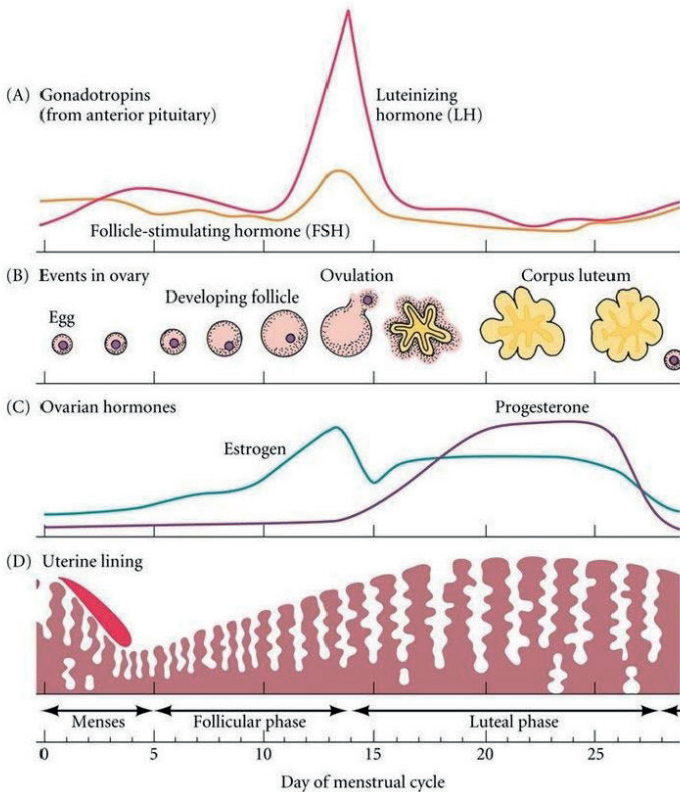 (A) Gonadotropins
(from anterior pituitary)
Luteinizing
hormone (LH)
Follicle-stimulating hormone (FSH)
(B) Events in ovary
Ovulation
Corpus luteum
Developing follicle
Egg
(C) Ovarian hormones
Progesterone
Estrogen
(D) Uterine lining
Menses
Follicular phase
Luteal phase
0 5 10 15 20 25
Day of menstrual cycle